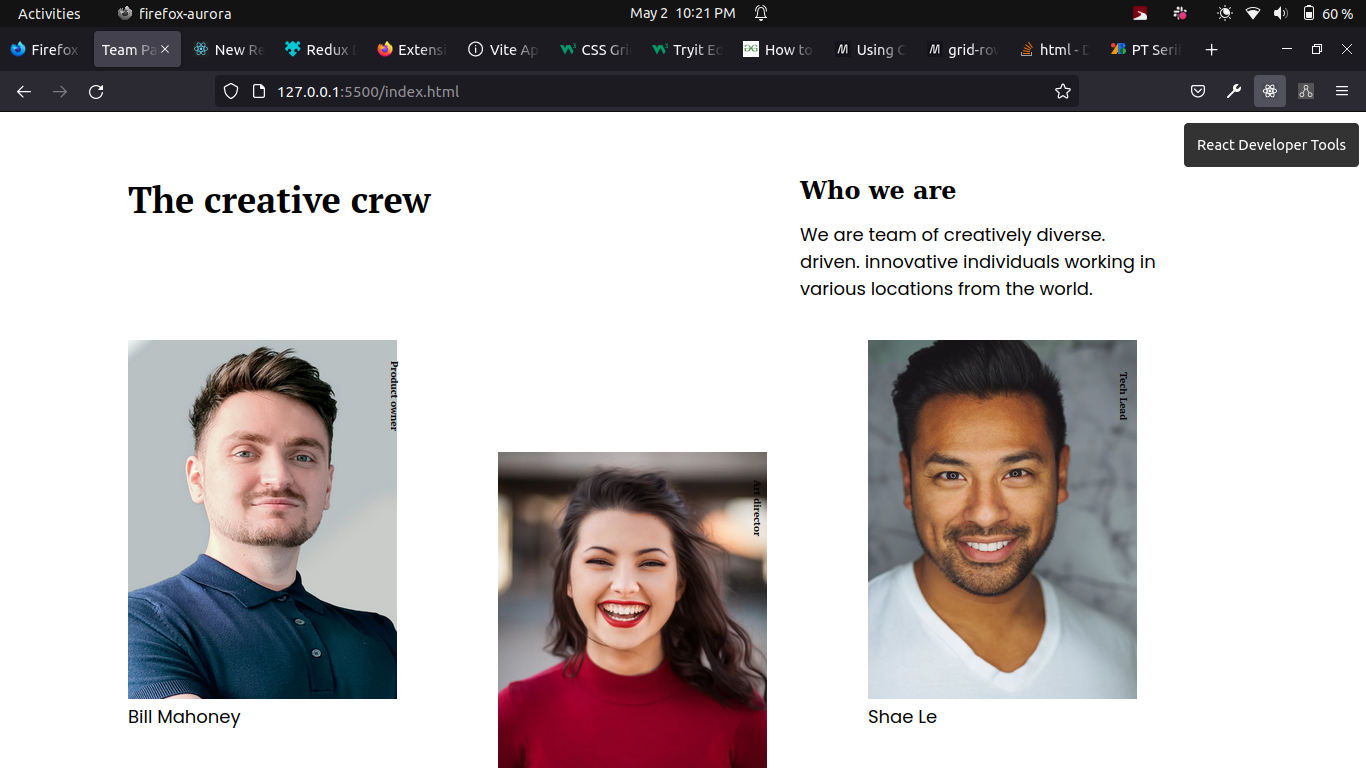 Activities
firefox-aurora
May 2 10:21 PM
60 %
Firefox
Team Pa
New Re
Redux D
Extensi
Vite Ap
CSS Gri
Tryit Ed
How to
Using C
grid-rov
html - D
PT Seri
127.0.0.1:5500/index.html
React Developer Tools
The creative crew
Who we are
We are team of creatively diverse.
driven. innovative individuals working in
various locations from the world.
Product owner
Art director
Tech Lead
Bill Mahoney
Shae Le